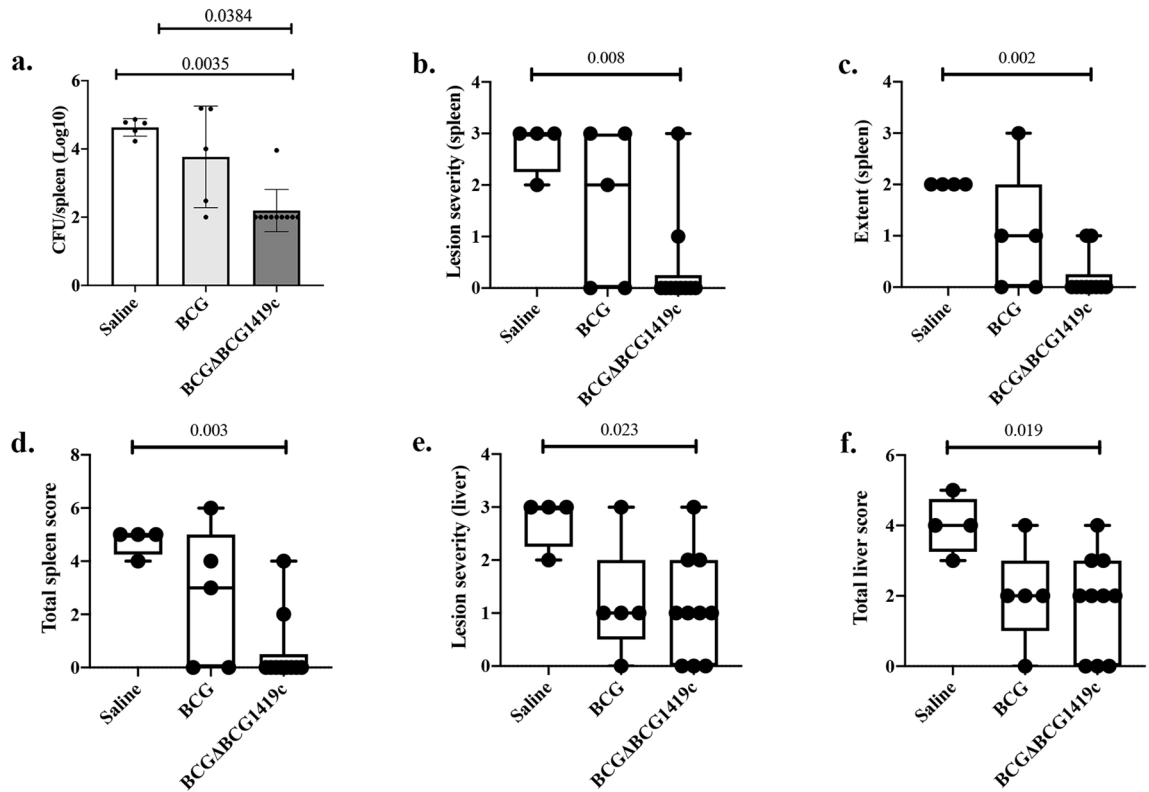 a.
0.0384
0.0035
CFU/spleen (Log10)
6
4
2
0
Saline
BCG
BCGΔBCG1419c
b.
0.008
Lesion severity (spleen)
4
3
2
1
0
Saline
BCG
BCGΔBCG1419c
c.
0.002
Extent (spleen)
4
3
2
1
0
Saline
BCG
BCGΔBCG1419c
d.
0.003
Total spleen score
8
6
4
2
0
Saline
BCG
BCGΔBCG1419c
e.
0.023
Lesion severity (liver)
4
3
2
1
0
Saline
BCG
BCGΔBCG1419c
f.
0.019
Total liver score
6
4
2
0
Saline
BCG
BCGΔBCG1419c